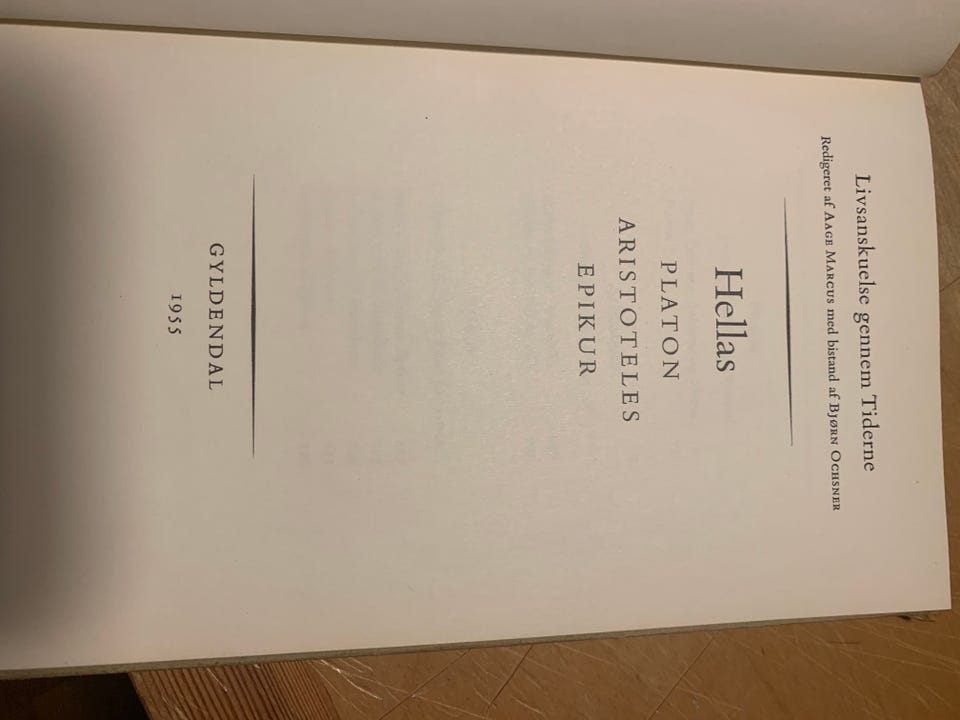 Livsanskuelse gennem Tiderne
Redigeret af AAGE MARCUS med bistand af BJØRN OCHSNER
Hellas
PLATON
ARISTOTELES
EPIKUR
GYLDENDAL
1955